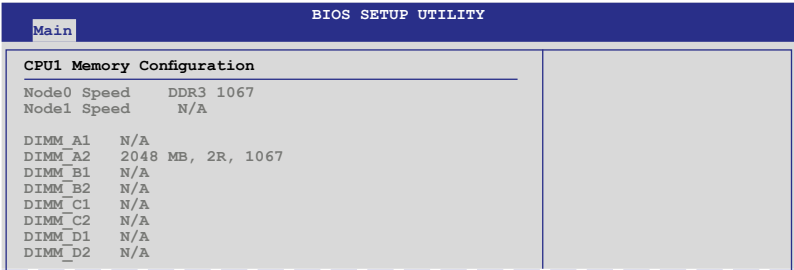 BIOS SETUP UTILITY
Main
CPU1 Memory Configuration
Node0 Speed DDR3 1067
Node1 Speed N/A
DIMM_A1 N/A
DIMM_A2 2048 MB, 2R, 1067
DIMM_B1 N/A
DIMM_B2 N/A
DIMM_C1 N/A
DIMM_C2 N/A
DIMM_D1 N/A
DIMM_D2 N/A